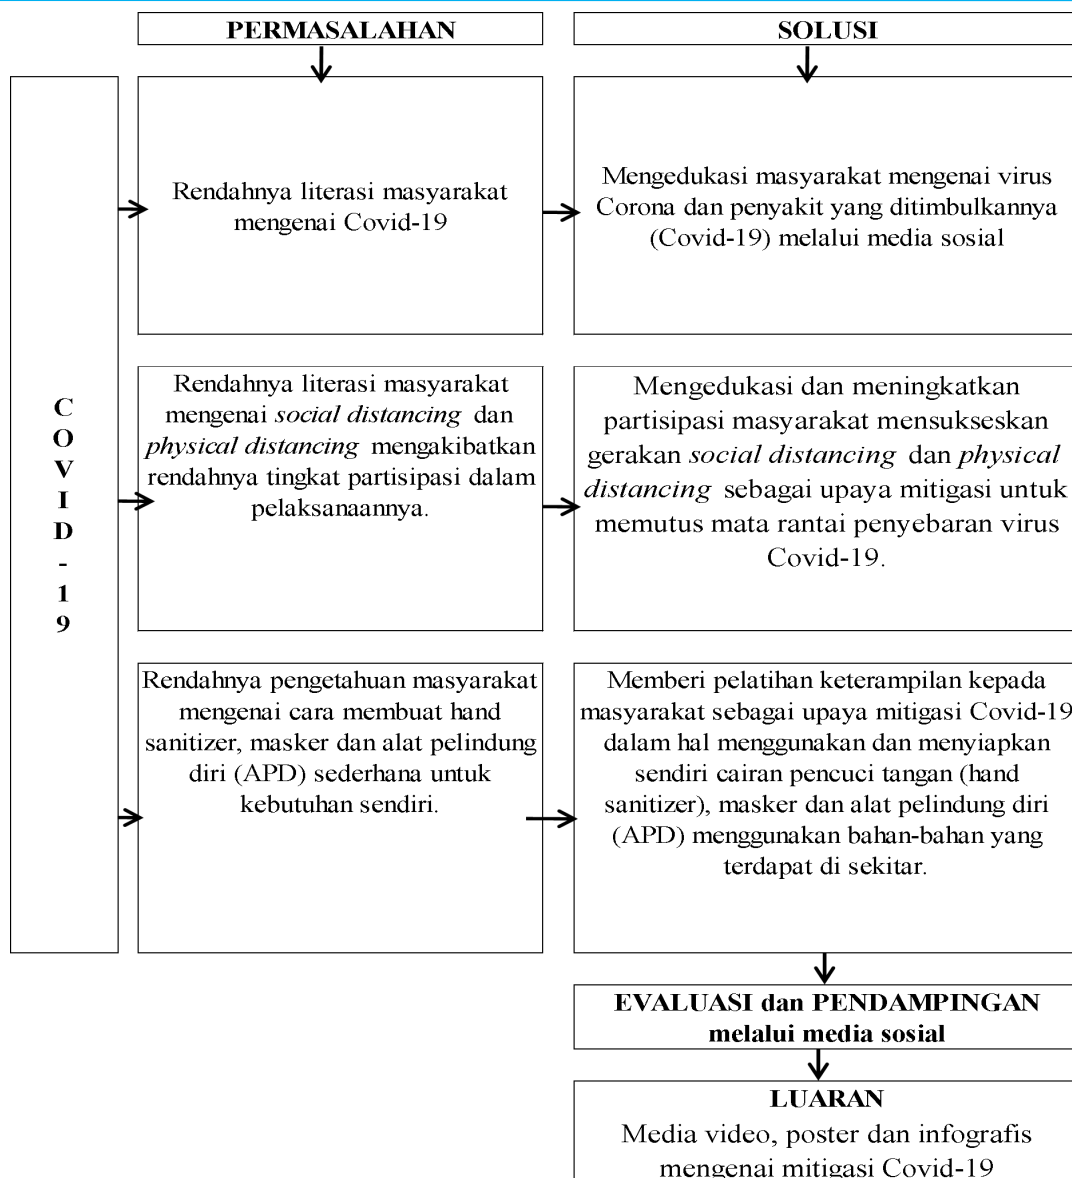 PERMASALAHAN
SOLUSI
C
O
V
I
D
-
1
9
Rendahnya literasi masyarakat
mengenai Covid-19
Mengedukasi masyarakat mengenai virus
Corona dan penyakit yang ditimbulkannya
(Covid-19) melalui media sosial
Rendahnya literasi masyarakat
mengenai social distancing dan
physical distancing mengakibatkan
rendahnya tingkat partisipasi dalam
pelaksanaannya.
Mengedukasi dan meningkatkan
partisipasi masyarakat mensukseskan
gerakan social distancing dan physical
distancing sebagai upaya mitigasi untuk
memutus mata rantai penyebaran virus
Covid-19.
Rendahnya pengetahuan masyarakat
mengenai cara membuat hand
sanitizer, masker dan alat pelindung
diri (APD) sederhana untuk
kebutuhan sendiri.
Memberi pelatihan keterampilan kepada
masyarakat sebagai upaya mitigasi Covid-19
dalam hal menggunakan dan menyiapkan
sendiri cairan pencuci tangan (hand
sanitizer), masker dan alat pelindung diri
(APD) menggunakan bahan-bahan yang
terdapat di sekitar.
EVALUASI dan PENDAMPINGAN
melalui media sosial
LUARAN
Media video, poster dan infografis
mengenai mitigasi Covid-19